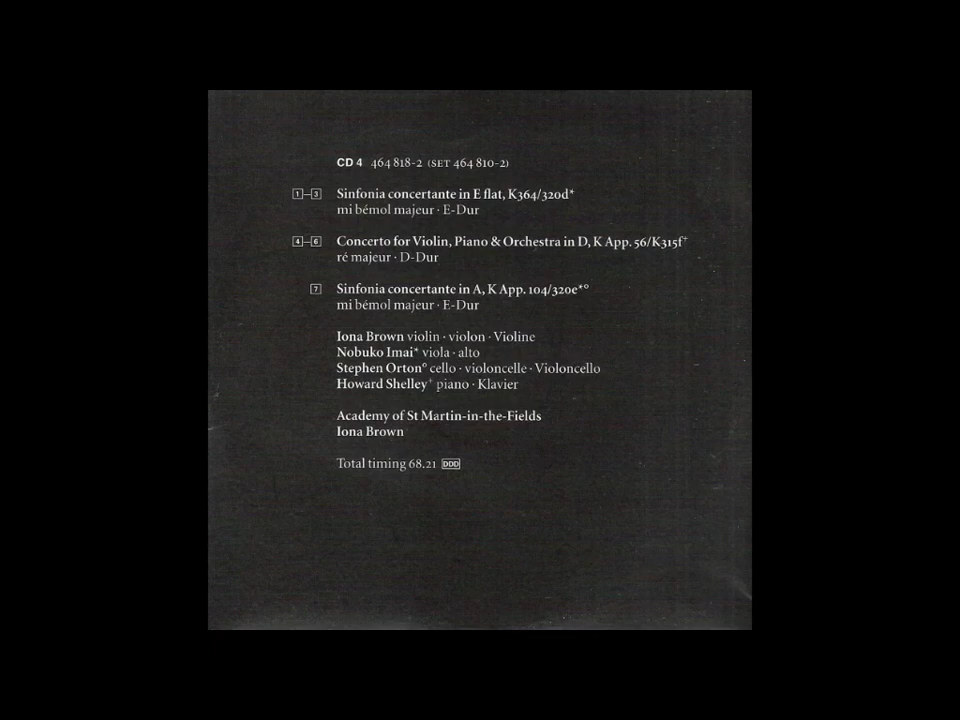 CD 4 464 818-2 (SET 464 810-2)
1–3 Sinfonia concertante in E flat, K364/320d*
mi bémol majeur · E-Dur
4–6 Concerto for Violin, Piano & Orchestra in D, K App. 56/K315f+
ré majeur · D-Dur
7 Sinfonia concertante in A, K App. 104/320e*°
mi bémol majeur · E-Dur
Iona Brown violin · violon · Violine
Nobuko Imai* viola · alto
Stephen Orton° cello · violoncelle · Violoncello
Howard Shelley+ piano · Klavier
Academy of St Martin-in-the-Fields
Iona Brown
Total timing 68.21 DDD